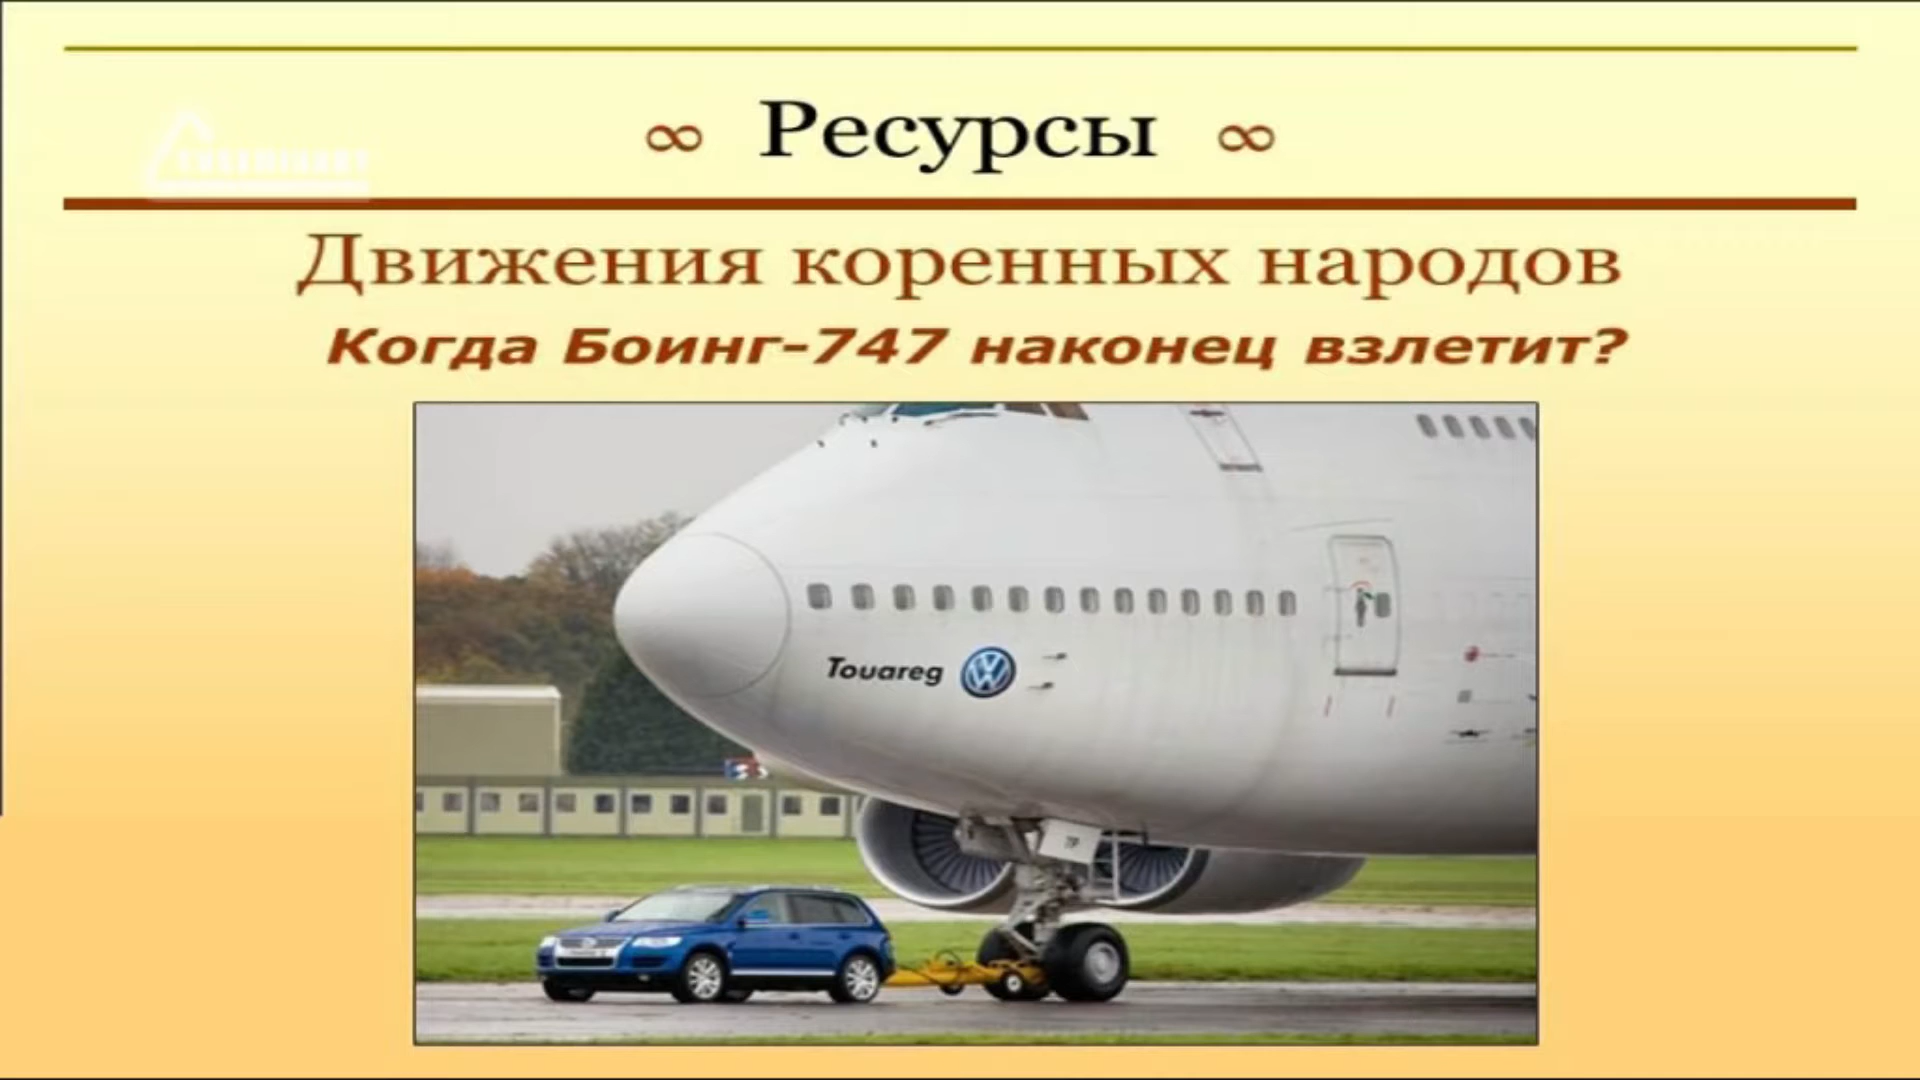 ∞ Ресурсы ∞
Движения коренных народов
Когда Боинг-747 наконец взлетит?
Touareg